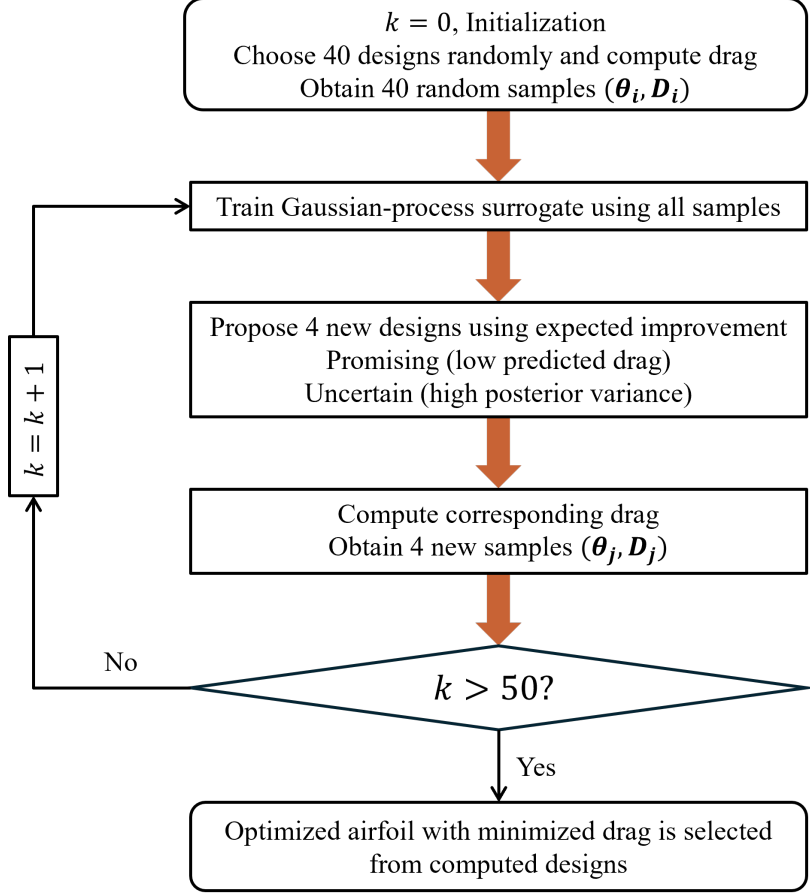 k = 0, Initialization
Choose 40 designs randomly and compute drag
Obtain 40 random samples (θᵢ, Dᵢ)
Train Gaussian-process surrogate using all samples
Propose 4 new designs using expected improvement
Promising (low predicted drag)
Uncertain (high posterior variance)
k = k + 1
Compute corresponding drag
Obtain 4 new samples (θⱼ, Dⱼ)
No
k > 50?
Yes
Optimized airfoil with minimized drag is selected
from computed designs